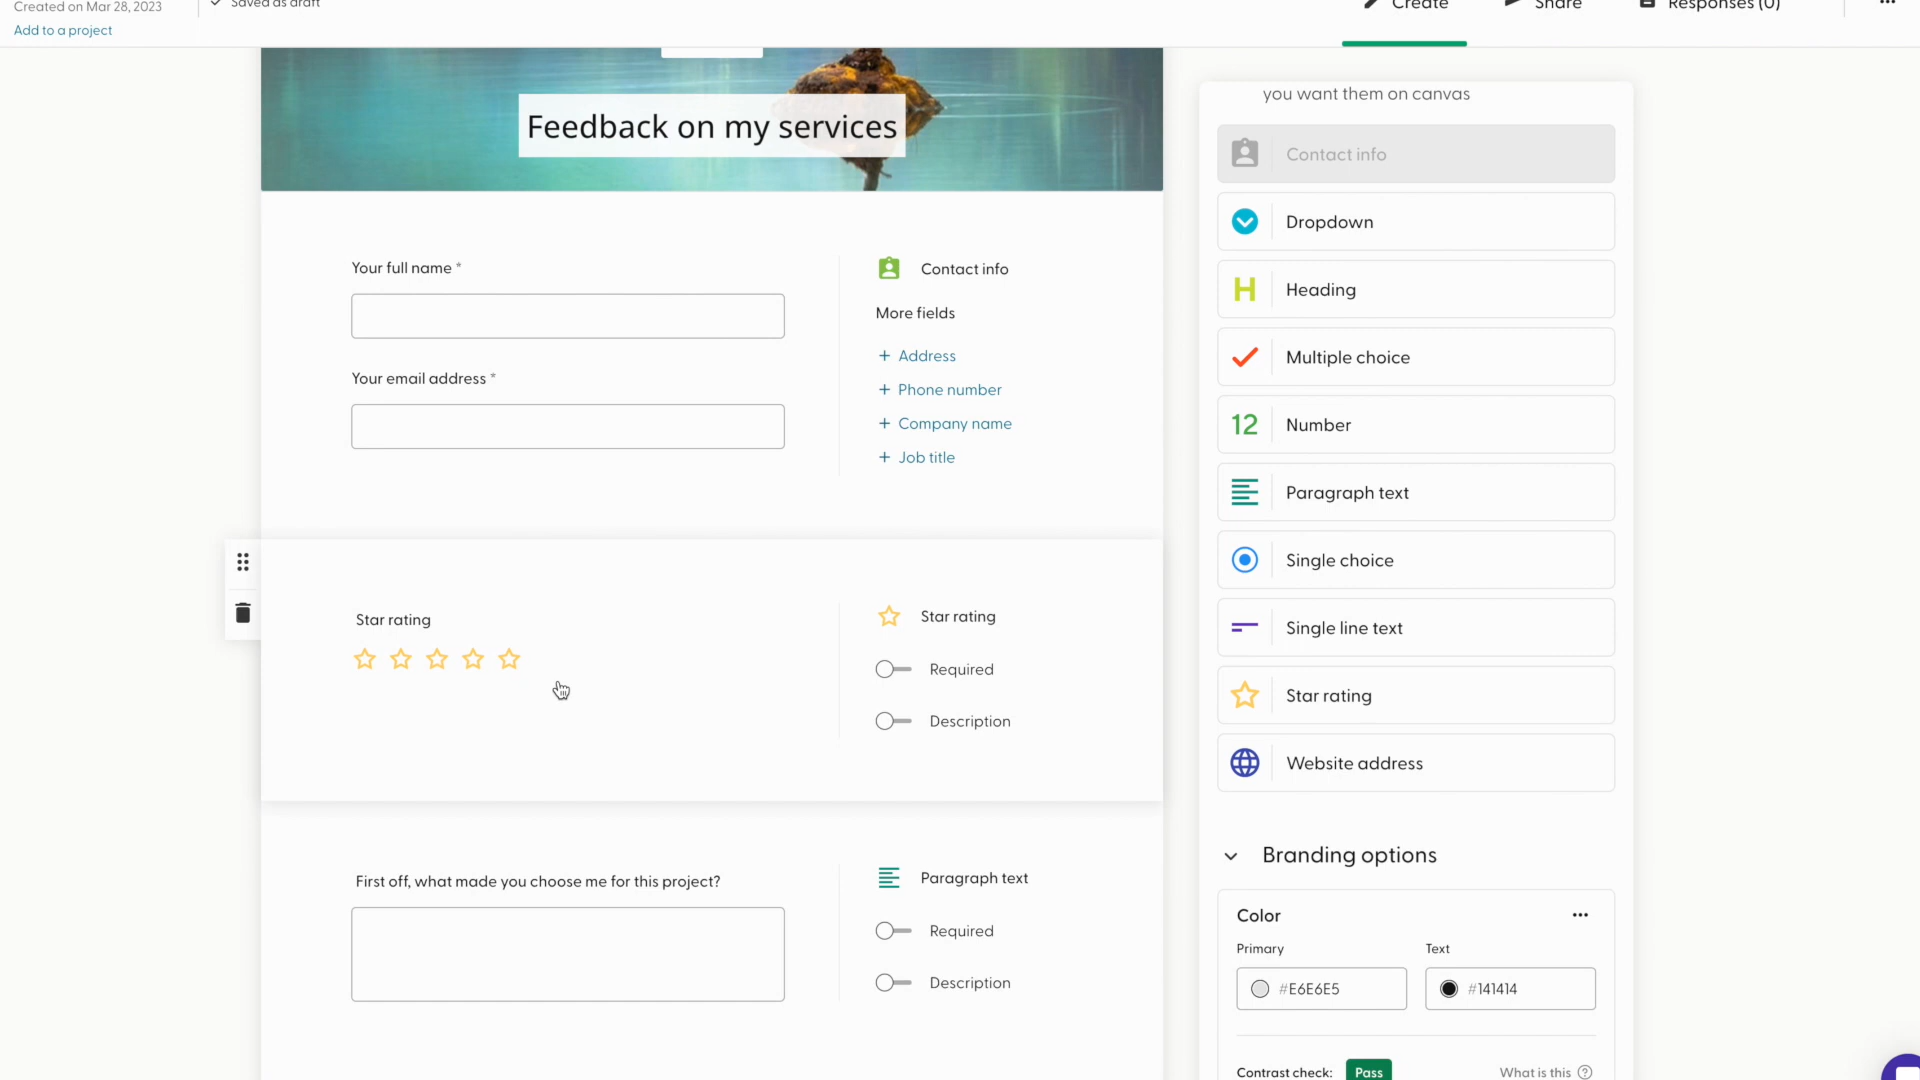 Created on Mar 28, 2023
Saved as draft
Create
Share
Responses (0)
Add to a project
Feedback on my services
Your full name *
Your email address *
Contact info
More fields
+ Address
+ Phone number
+ Company name
+ Job title
Star rating
Star rating
Required
Description
First off, what made you choose me for this project?
Paragraph text
Required
Description
you want them on canvas
Contact info
Dropdown
H Heading
Multiple choice
12 Number
Paragraph text
Single choice
Single line text
Star rating
Website address
Branding options
Color
Primary
Text
#E6E6E5
#141414
Contrast check: Pass
What is this ?